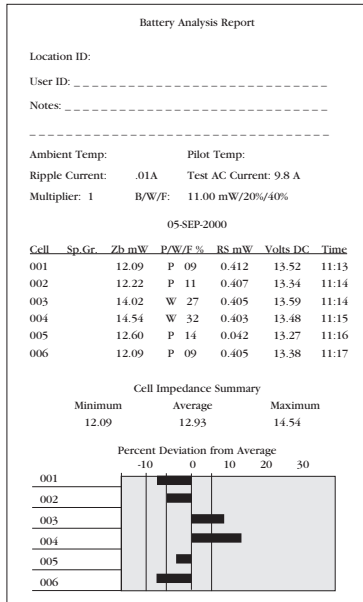 Battery Analysis Report
Location ID:
User ID: _ _ _ _ _ _ _ _ _ _ _ _ _ _ _ _ _ _ _ _ _ _ _ _ _ _ _ _
Notes: _ _ _ _ _ _ _ _ _ _ _ _ _ _ _ _ _ _ _ _ _ _ _ _ _ _ _ _ _
_ _ _ _ _ _ _ _ _ _ _ _ _ _ _ _ _ _ _ _ _ _ _ _ _ _ _ _ _ _ _ _ _
Ambient Temp: Pilot Temp:
Ripple Current: .01A Test AC Current: 9.8 A
Multiplier: 1 B/W/F: 11.00 mW/20%/40%
05-SEP-2000
Cell Sp.Gr. Zb mW P/W/F % RS mW Volts DC Time
001 12.09 P 09 0.412 13.52 11:13
002 12.22 P 11 0.407 13.34 11:14
003 14.02 W 27 0.405 13.59 11:14
004 14.54 W 32 0.403 13.48 11:15
005 12.60 P 14 0.042 13.27 11:16
006 12.09 P 09 0.405 13.38 11:17
Cell Impedance Summary
Minimum Average Maximum
12.09 12.93 14.54
Percent Deviation from Average
-10 0 10 20 30
001
002
003
004
005
006